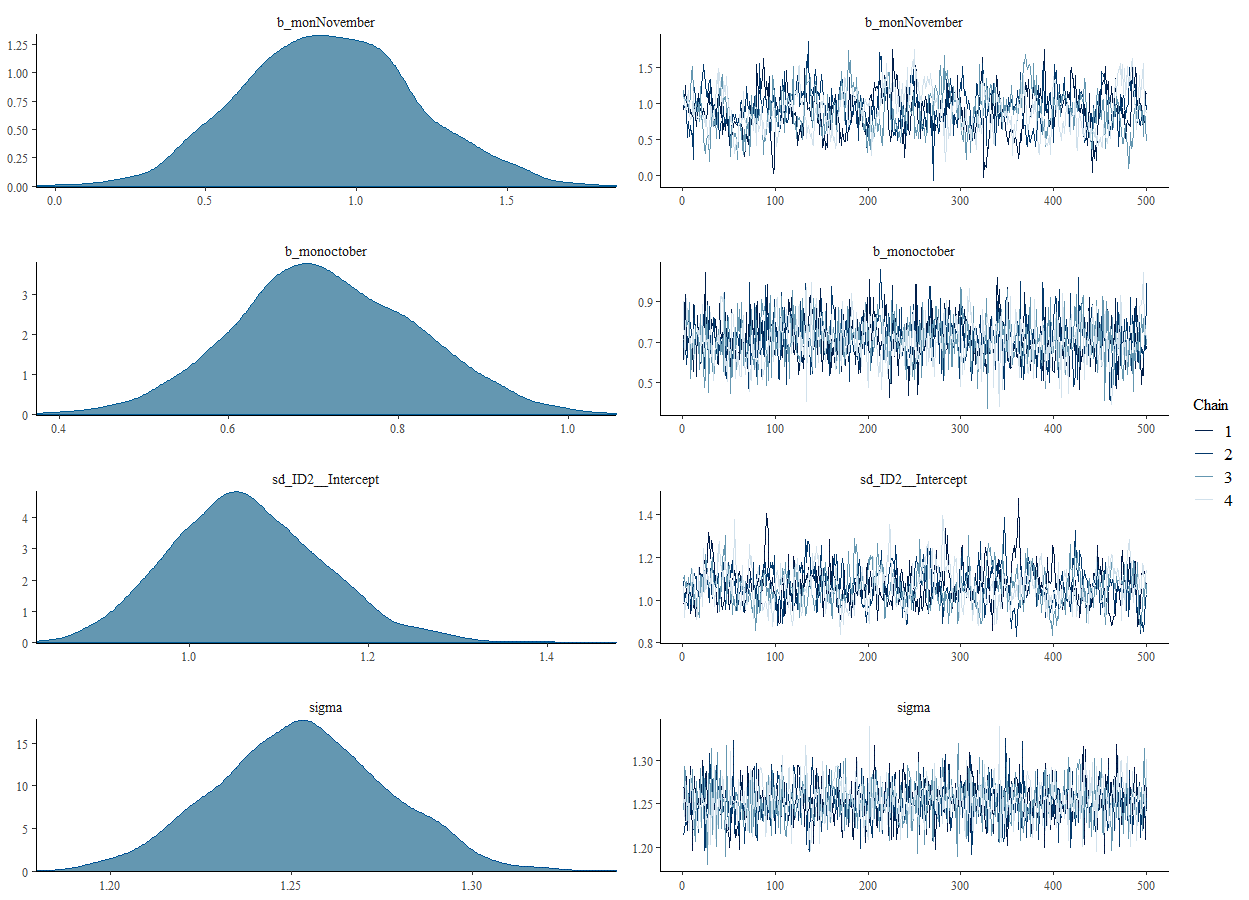 b_monNovember
1.25
1.00
0.75
0.50
0.25
0.00
0.0 0.5 1.0 1.5
b_monNovember
1.5
1.0
0.5
0.0
0 100 200 300 400 500
b_monoctober
3
2
1
0
0.4 0.6 0.8 1.0
b_monoctober
0.9
0.7
0.5
0 100 200 300 400 500
sd_ID2__Intercept
4
3
2
1
0
1.0 1.2 1.4
sd_ID2__Intercept
1.4
1.2
1.0
0.8
0 100 200 300 400 500
sigma
15
10
5
0
1.20 1.25 1.30
sigma
1.30
1.25
1.20
0 100 200 300 400 500
Chain
1
2
3
4